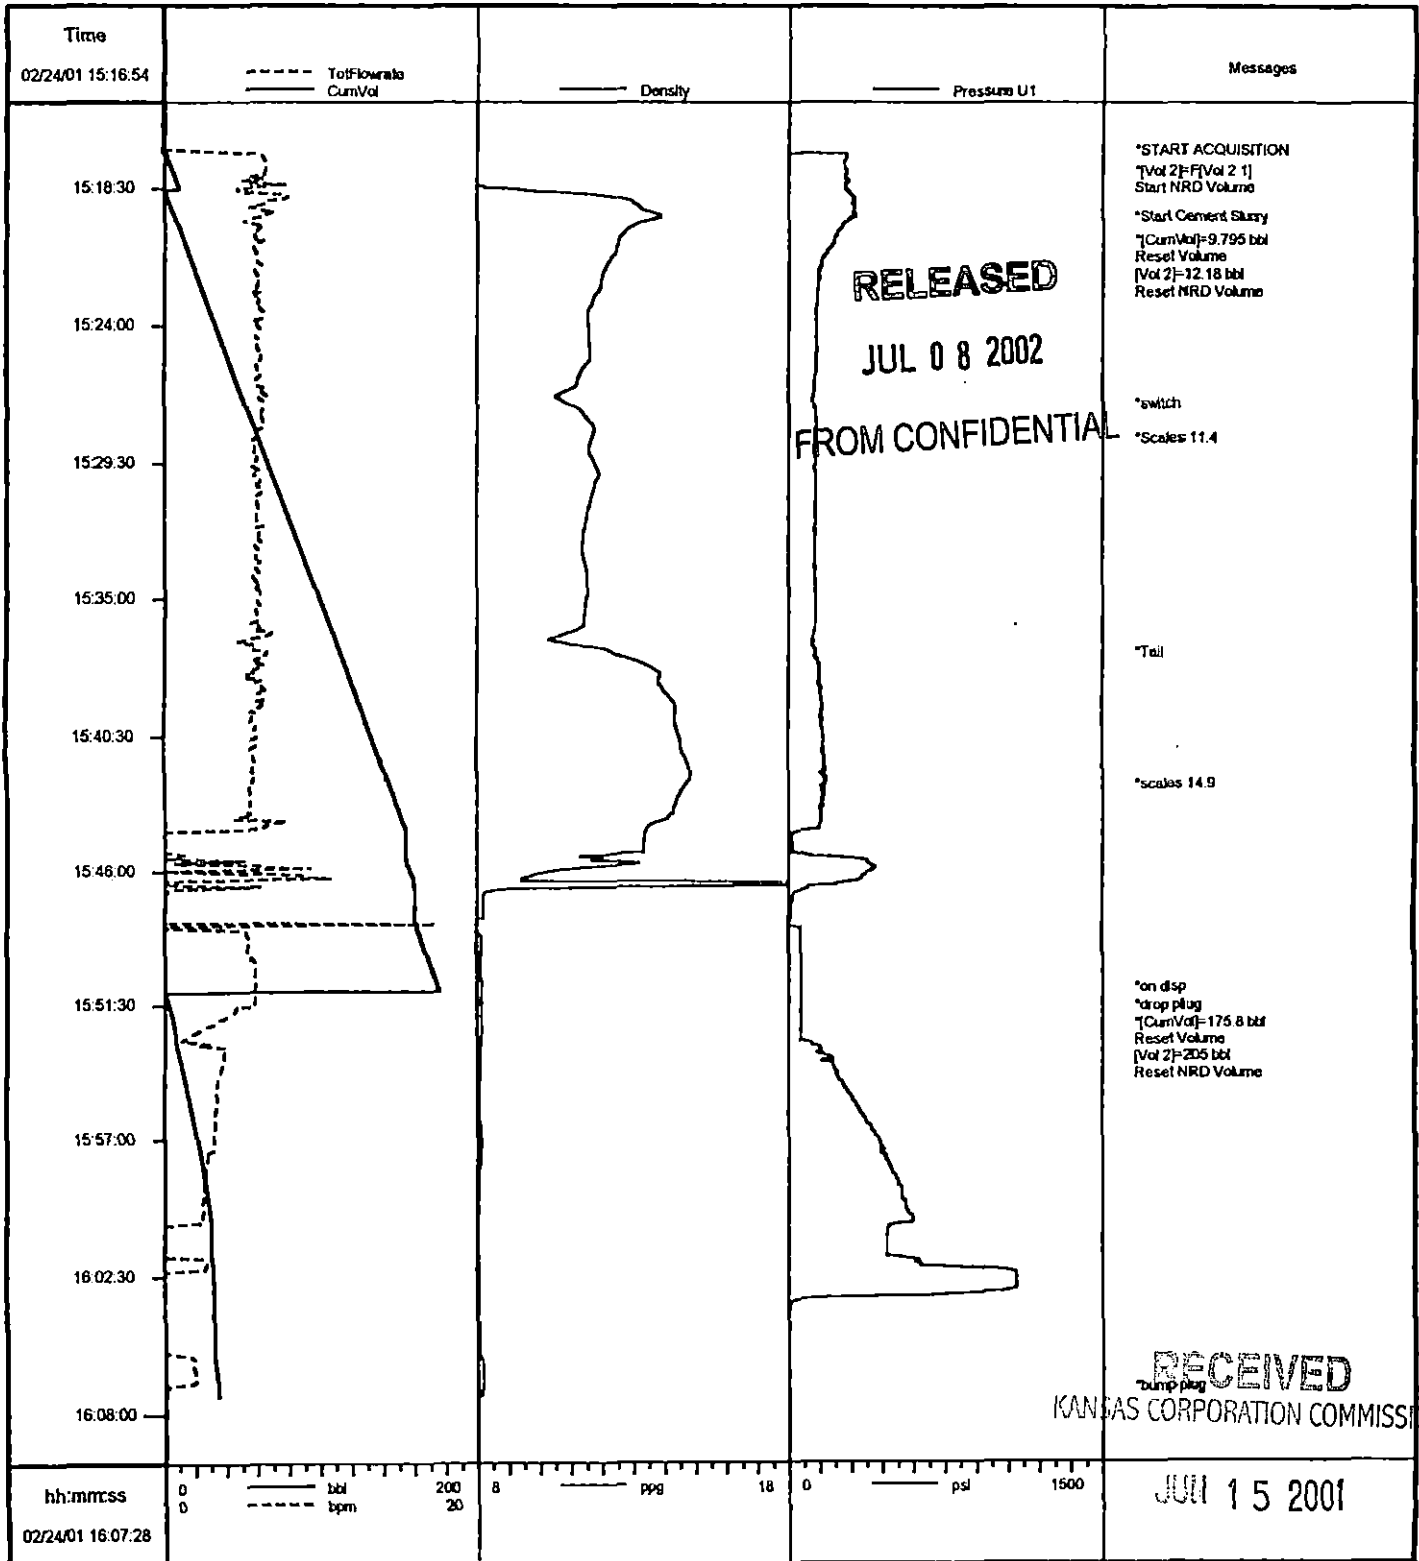 Time
02/24/01 15:16:54
TotFlowrate
CumVol
Density
Pressure U1
Messages
*START ACQUISITION
*[Vol 2]=F[Vol 2 1]
Start NRD Volume
15:18:30
*Start Cement Slurry
*[CumVol]=9.795 bbl
Reset Volume
[Vol 2]=12.18 bbl
Reset NRD Volume
RELEASED
15:24:00
JUL 08 2002
*switch
FROM CONFIDENTIAL
*Scales 11.4
15:29:30
15:35:00
*Tail
15:40:30
*scales 14.9
15:46:00
*on disp
15:51:30
*drop plug
*[CumVol]=175.8 bbl
Reset Volume
[Vol 2]=205 bbl
Reset NRD Volume
15:57:00
16:02:30
RECEIVED
*bump plug
KANSAS CORPORATION COMMISSI
16:08:00
hh:mm:ss
0 bbl 200
0 bpm 20
8 ppg 18
0 psi 1500
JUN 15 2001
02/24/01 16:07:28